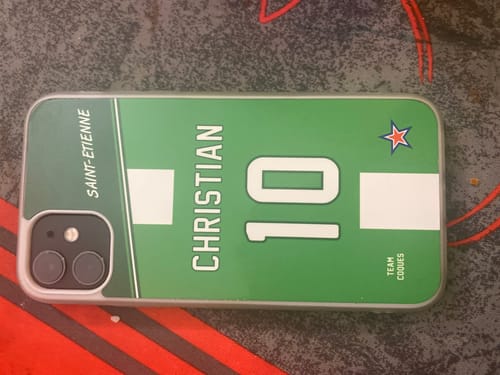 SAINT-ETIENNE
CHRISTIAN
10
TEAM
COQUES